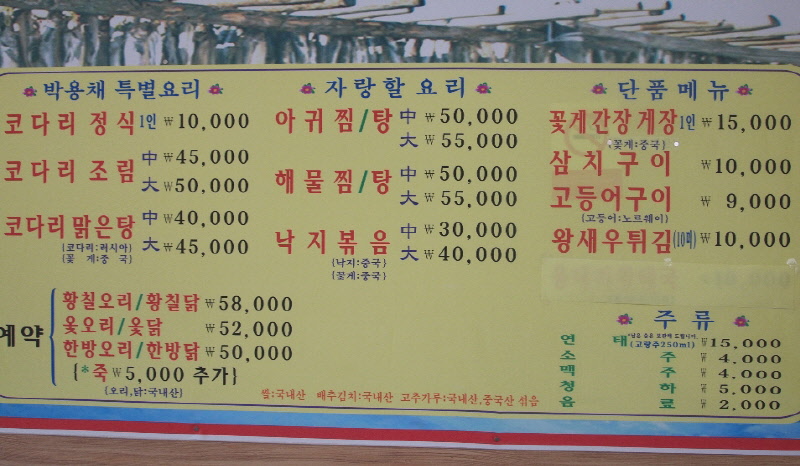 박용채 특별요리
코다리 정식 1인 ₩10,000
코다리 조림 中 ₩45,000
大 ₩50,000
코다리 맑은탕 中 ₩40,000
大 ₩45,000
(코다리:러시아)
(꽃게:중국)
자랑할 요리
아귀찜/탕 中 ₩50,000
大 ₩55,000
해물찜/탕 中 ₩50,000
大 ₩55,000
낙지볶음 中 ₩30,000
大 ₩40,000
(낙지:중국)
(꽃게:중국)
단품메뉴
꽃게간장게장 1인 ₩15,000
(꽃게:중국)
삼치구이 ₩10,000
고등어구이 ₩9,000
(고등어:노르웨이)
왕새우튀김(10마) ₩10,000
예약
황칠오리/황칠닭 ₩58,000
옻오리/옻닭 ₩52,000
한방오리/한방닭 ₩50,000
{*죽 ₩5,000 추가}
(오리,닭:국내산)
쌀:국내산 배추김치:국내산 고추가루:국내산,중국산 섞음
주류
연태 (고량주250ml) ₩15,000
소주 ₩4,000
맥주 ₩4,000
청하 ₩5,000
음료 ₩2,000